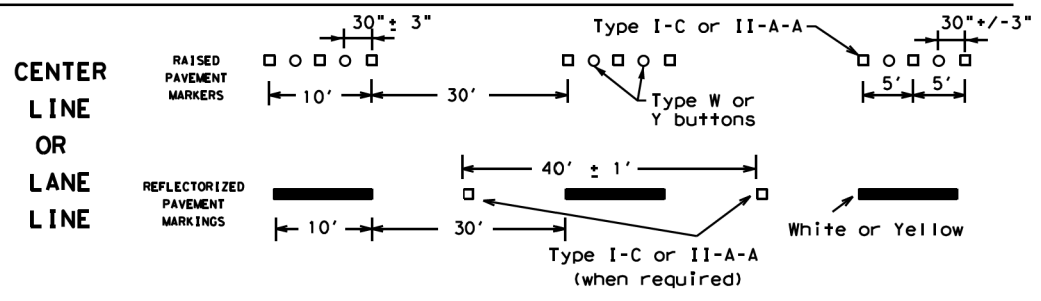 CENTER
LINE
OR
LANE
LINE
RAISED
PAVEMENT
MARKERS
30"± 3"
Type I-C or II-A-A
30"+/-3"
10'
30'
Type W or
Y buttons
5'
5'
REFLECTORIZED
PAVEMENT
MARKINGS
40' ± 1'
10'
30'
Type I-C or II-A-A
(when required)
White or Yellow